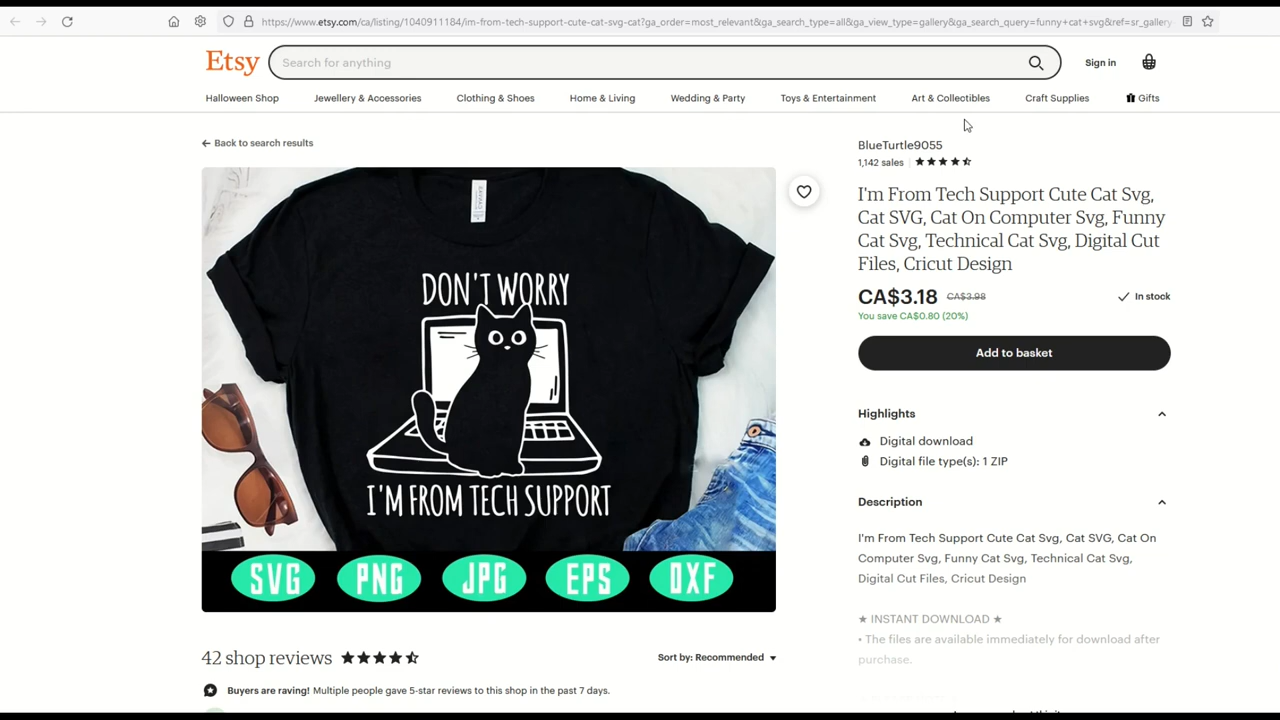 https://www.etsy.com/ca/listing/1040911184/im-from-tech-support-cute-cat-svg-cat?ga_order=most_relevant&ga_search_type=all&ga_view_type=gallery&ga_search_query=funny+cat+svg&ref=sr_gallery
Etsy
Search for anything
Sign in
Halloween Shop Jewellery & Accessories Clothing & Shoes Home & Living Wedding & Party Toys & Entertainment Art & Collectibles Craft Supplies Gifts
Back to search results
BlueTurtle9055
1,142 sales
I'm From Tech Support Cute Cat Svg,
Cat SVG, Cat On Computer Svg, Funny
Cat Svg, Technical Cat Svg, Digital Cut
Files, Cricut Design
CA$3.18 CA$3.98 In stock
You save CA$0.80 (20%)
Add to basket
DON'T WORRY
I'M FROM TECH SUPPORT
SVG PNG JPG EPS DXF
Highlights
Digital download
Digital file type(s): 1 ZIP
Description
I'm From Tech Support Cute Cat Svg, Cat SVG, Cat On
Computer Svg, Funny Cat Svg, Technical Cat Svg,
Digital Cut Files, Cricut Design
★ INSTANT DOWNLOAD ★
• The files are available immediately for download after
purchase.
42 shop reviews
Sort by: Recommended
Buyers are raving! Multiple people gave 5-star reviews to this shop in the past 7 days.